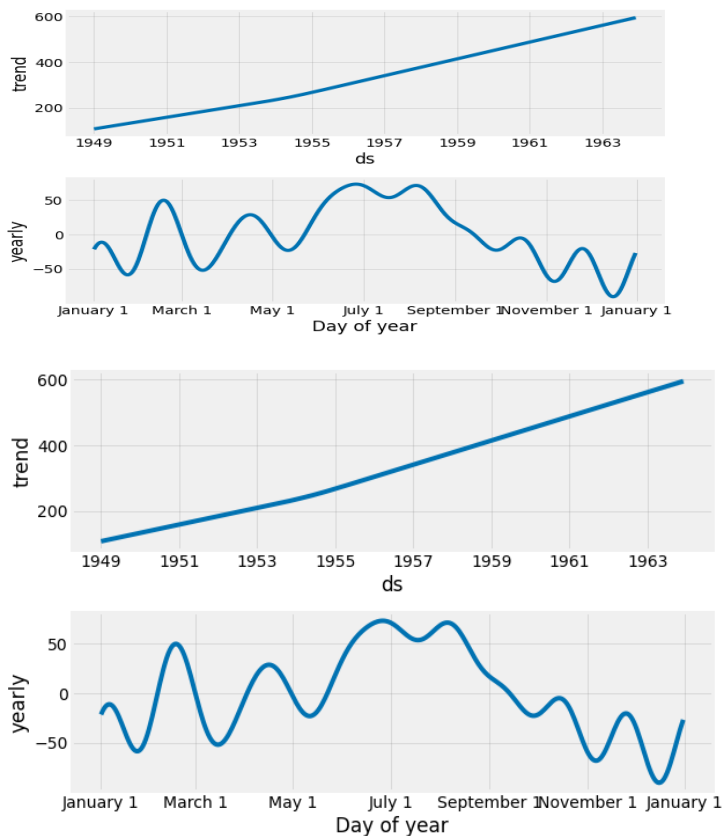 600
400
200
trend
1949 1951 1953 1955 1957 1959 1961 1963
ds
50
0
−50
yearly
January 1 March 1 May 1 July 1 September 1 November 1 January 1
Day of year
600
400
200
trend
1949 1951 1953 1955 1957 1959 1961 1963
ds
50
0
−50
yearly
January 1 March 1 May 1 July 1 September 1 November 1 January 1
Day of year